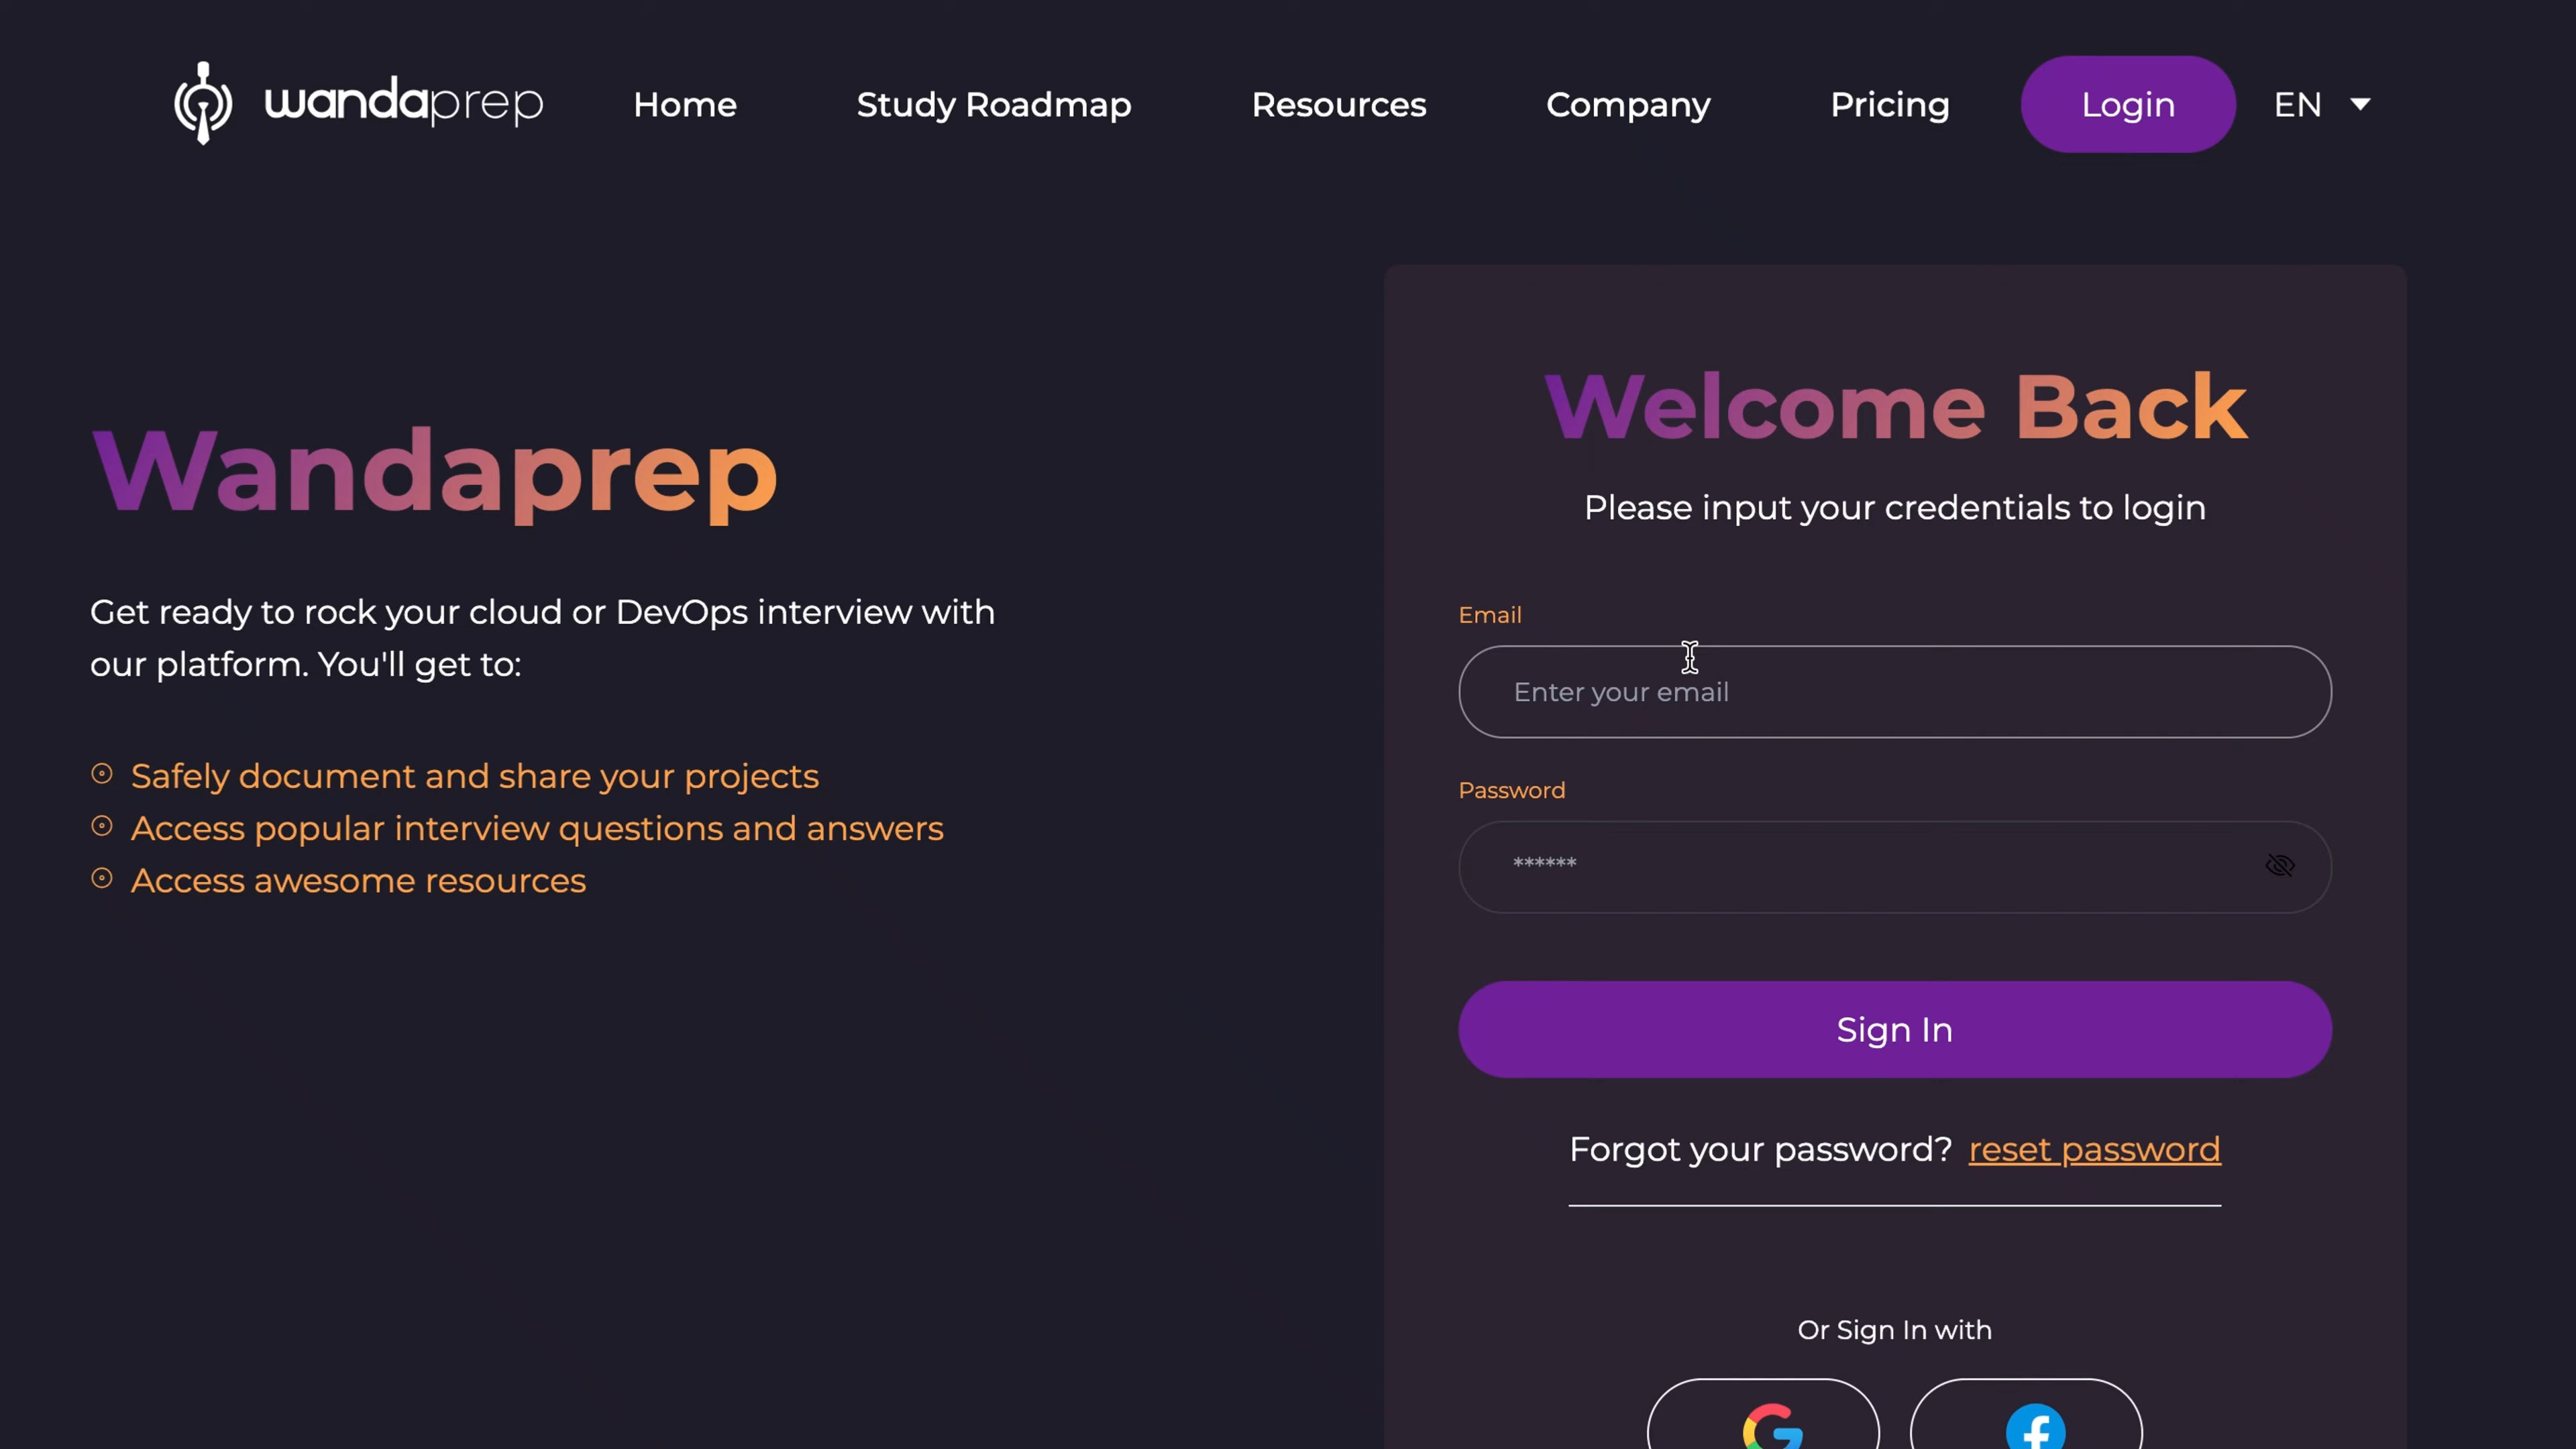 wandaprep
Home
Study Roadmap
Resources
Company
Pricing
Login
EN
Wandaprep
Get ready to rock your cloud or DevOps interview with
our platform. You'll get to:
Safely document and share your projects
Access popular interview questions and answers
Access awesome resources
Welcome Back
Please input your credentials to login
Email
Enter your email
Password
******
Sign In
Forgot your password? reset password
Or Sign In with